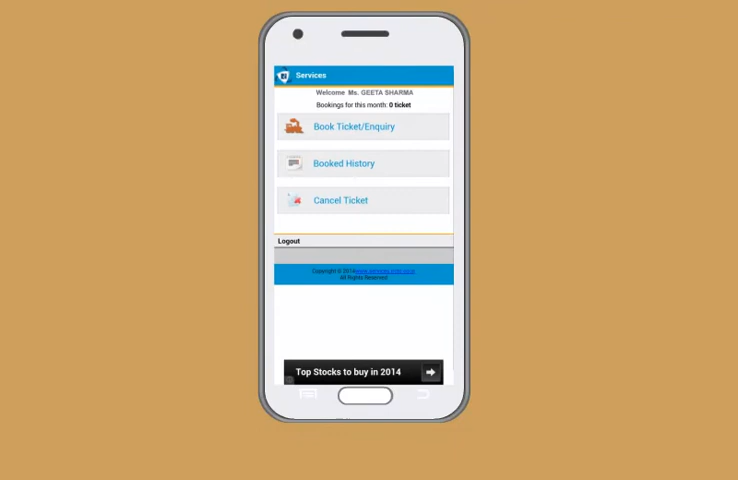 Services
Welcome Ms. GEETA SHARMA
Bookings for this month: 0 ticket
Book Ticket/Enquiry
Booked History
Cancel Ticket
Logout
Copyright © 2014
All Rights Reserved
Top Stocks to buy in 2014